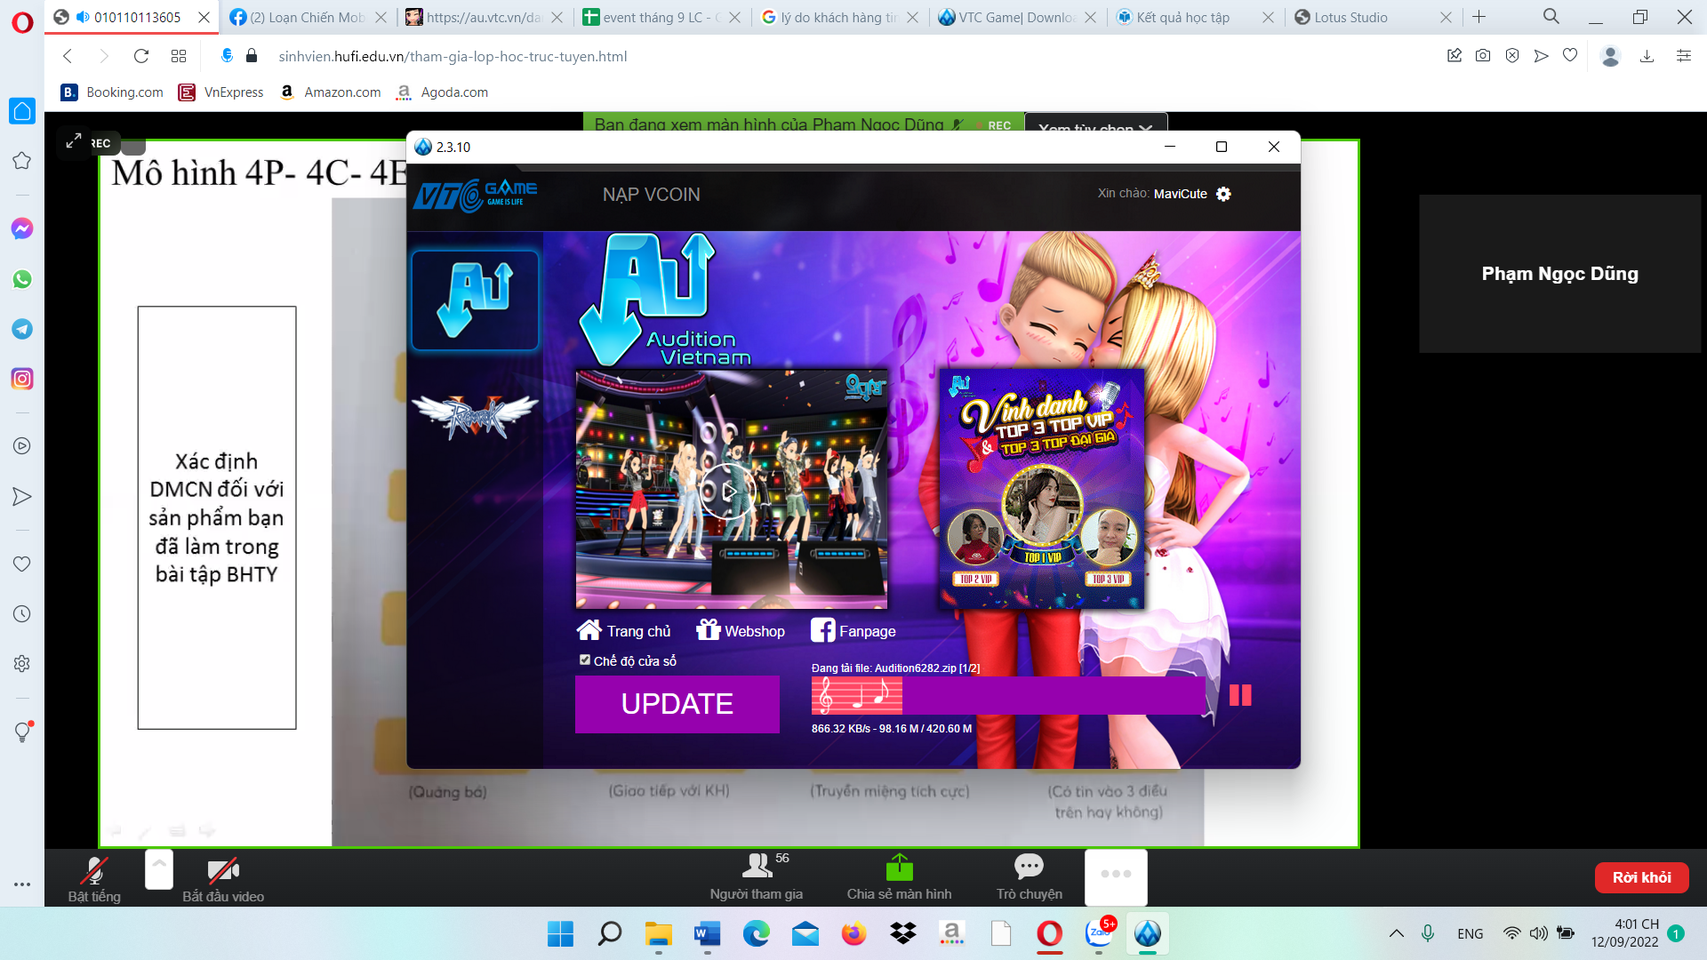 010110113605
(2) Loạn Chiến Mob
https://au.vtc.vn/da
event tháng 9 LC - G
lý do khách hàng tin
VTC Game| Downlo
Kết quả học tập
Lotus Studio
sinhvien.hufi.edu.vn/tham-gia-lop-hoc-truc-tuyen.html
Booking.com
VnExpress
Amazon.com
Agoda.com
Bạn đang xem màn hình của Phạm Ngọc Dũng
REC
Xem tùy chọn
REC
Mô hình 4P- 4C- 4E
2.3.10
VTC GAME
GAME IS LIFE
NẠP VCOIN
Xin chào: MaviCute
Phạm Ngọc Dũng
AU
Audition
Vietnam
Xác định
DMCN đối với
sản phẩm bạn
đã làm trong
bài tập BHTY
Vinh danh
TOP 3 TOP VIP
& TOP 3 TOP ĐẠI GIA
TOP 1 VIP
TOP 2 VIP
TOP 3 VIP
Trang chủ
Webshop
Fanpage
Chế độ cửa sổ
UPDATE
Đang tải file: Audition6282.zip [1/2]
866.32 KB/s - 98.16 M / 420.60 M
(Quảng bá)
(Giao tiếp với KH)
(Truyền miệng tích cực)
(Có tin vào 3 điều
trên hay không)
Bật tiếng
Bắt đầu video
56
Người tham gia
Chia sẻ màn hình
Trò chuyện
Rời khỏi
Zalo
5+
ENG
4:01 CH
12/09/2022
1